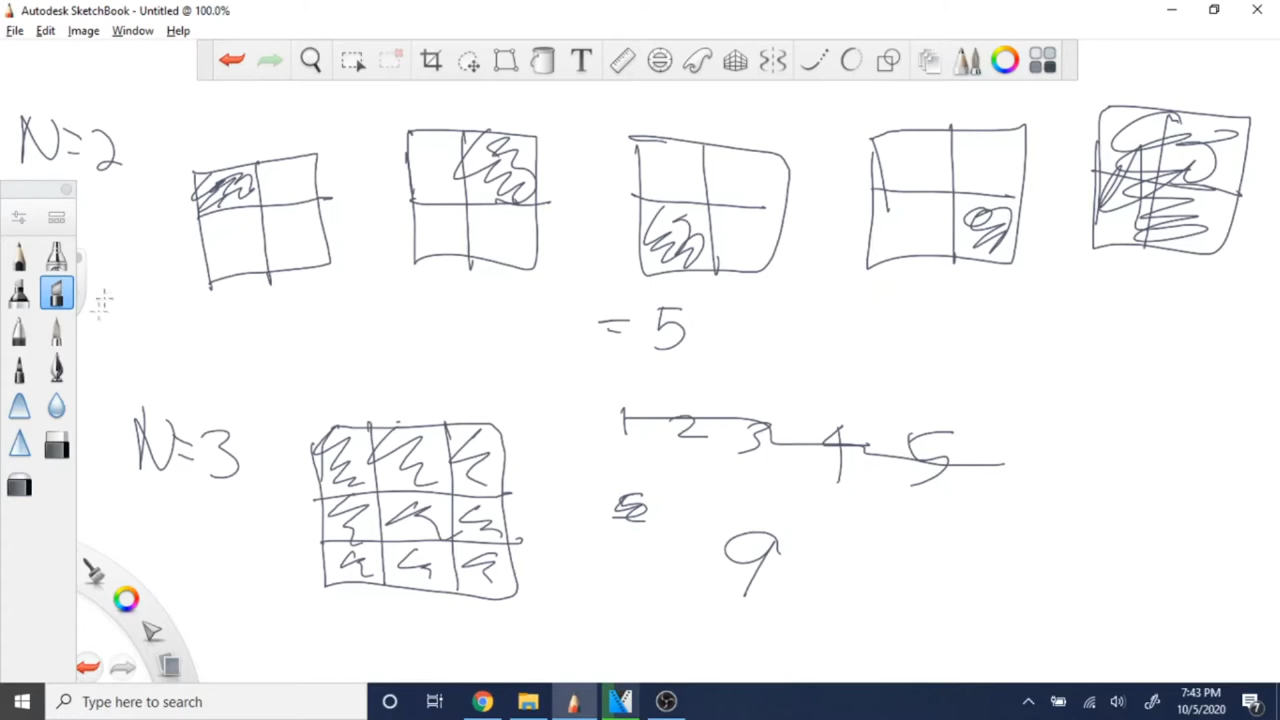 Autodesk SketchBook - Untitled @ 100.0%
File Edit Image Window Help
T
N=2
= 5
N=3
1 2 3 4 5
9
Type here to search
7:43 PM
10/5/2020
7